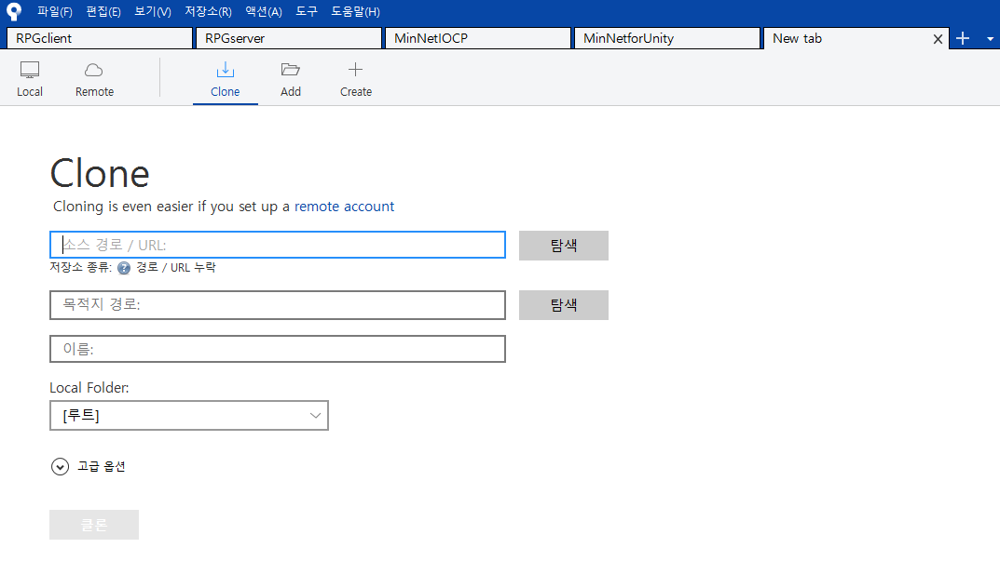 파일(F) 편집(E) 보기(V) 저장소(R) 액션(A) 도구 도움말(H)
RPGclient RPGserver MinNetIOCP MinNetforUnity New tab
Local Remote Clone Add Create
Clone
Cloning is even easier if you set up a remote account
소스 경로 / URL: 탐색
저장소 종류: ? 경로 / URL 누락
목적지 경로: 탐색
이름:
Local Folder:
[루트]
고급 옵션
클론